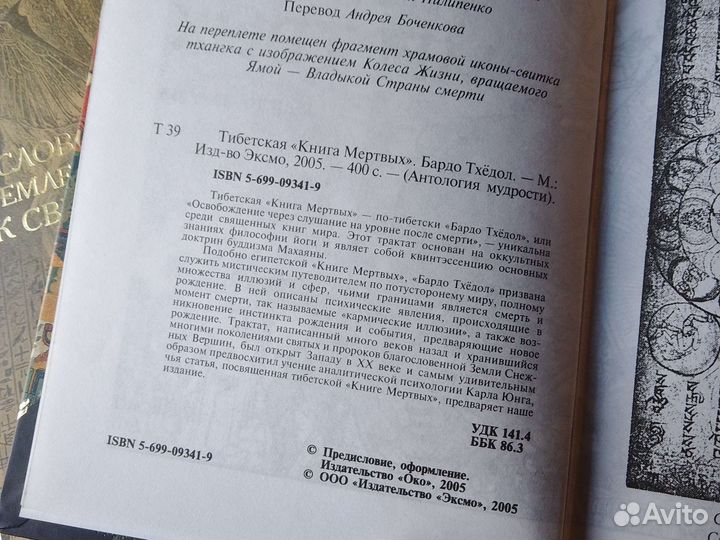 Перевод Андрея Боченкова
На переплете помещен фрагмент храмовой иконы-свитка
тхангка с изображением Колеса Жизни, вращаемого
Ямой — Владыкой Страны смерти
Т 39
Тибетская «Книга Мертвых». Бардо Тхёдол. — М.:
Изд-во Эксмо, 2005. — 400 с. — (Антология мудрости).
ISBN 5-699-09341-9
Тибетская «Книга Мертвых» — по-тибетски «Бардо Тхёдол», или
«Освобождение через слушание на уровне после смерти», — уникальна
среди священных книг мира. Этот трактат основан на оккультных
знаниях философии йоги и являет собой квинтэссенцию основных
доктрин буддизма Махаяны.
Подобно египетской «Книге Мертвых», «Бардо Тхёдол» призвана
служить мистическим путеводителем по потустороннему миру, полному
множества иллюзий и сфер, чьими границами является смерть и
рождение. В ней описаны психические явления, происходящие в
момент смерти, так называемые «кармические иллюзии», а также воз-
никновение инстинкта рождения и события, предваряющие новое
рождение. Трактат, написанный много веков назад и хранившийся
многими поколениями святых и пророков благословенной Земли Снеж-
ных Вершин, был открыт Западу в XX веке и самым удивительным
образом предвосхитил учение аналитической психологии Карла Юнга,
чья статья, посвященная тибетской «Книге Мертвых», предваряет наше
издание.
УДК 141.4
ББК 86.3
ISBN 5-699-09341-9
© Предисловие, оформление.
Издательство «Око», 2005
© ООО «Издательство «Эксмо», 2005
Avito